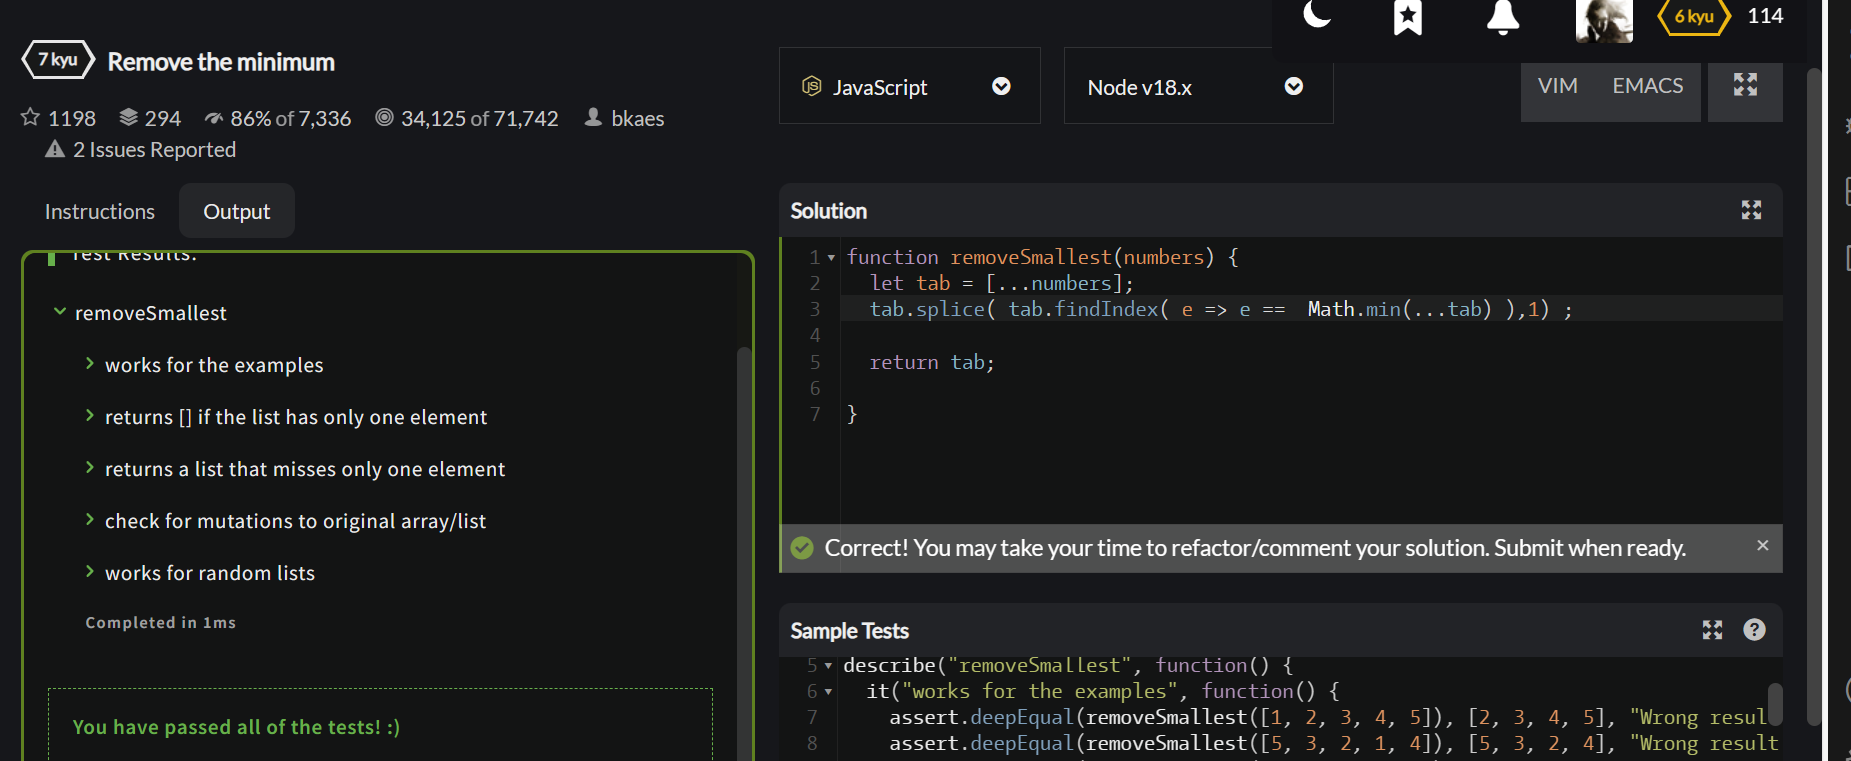 6 kyu 114
7 kyu Remove the minimum
JavaScript
Node v18.x
VIM EMACS
1198 294 86% of 7,336 34,125 of 71,742 bkaes
2 Issues Reported
Instructions Output
Test Results:
removeSmallest
works for the examples
returns [] if the list has only one element
returns a list that misses only one element
check for mutations to original array/list
works for random lists
Completed in 1ms
You have passed all of the tests! :)
Solution
1 function removeSmallest(numbers) {
2 let tab = [...numbers];
3 tab.splice( tab.findIndex( e => e ==  Math.min(...tab) ),1) ;
4
5 return tab;
6
7 }
Correct! You may take your time to refactor/comment your solution. Submit when ready.
Sample Tests
5 describe("removeSmallest", function() {
6 it("works for the examples", function() {
7 assert.deepEqual(removeSmallest([1, 2, 3, 4, 5]), [2, 3, 4, 5], "Wrong resul
8 assert.deepEqual(removeSmallest([5, 3, 2, 1, 4]), [5, 3, 2, 4], "Wrong result